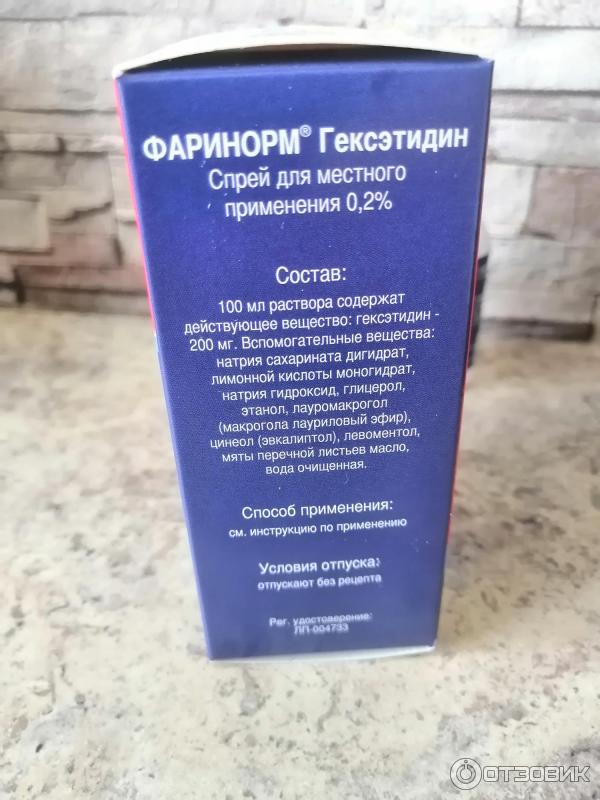 ФАРИНОРМ® Гексэтидин
Спрей для местного
применения 0,2%
Состав:
100 мл раствора содержат
действующее вещество: гексэтидин -
200 мг. Вспомогательные вещества:
натрия сахарината дигидрат,
лимонной кислоты моногидрат,
натрия гидроксид, глицерол,
этанол, лауромакрогол
(макрогола лауриловый эфир),
цинеол (эвкалиптол), левоментол,
мяты перечной листьев масло,
вода очищенная.
Способ применения:
см. инструкцию по применению
Условия отпуска:
отпускают без рецепта
Рег. удостоверение:
ЛП-004733
ОТЗОВИК